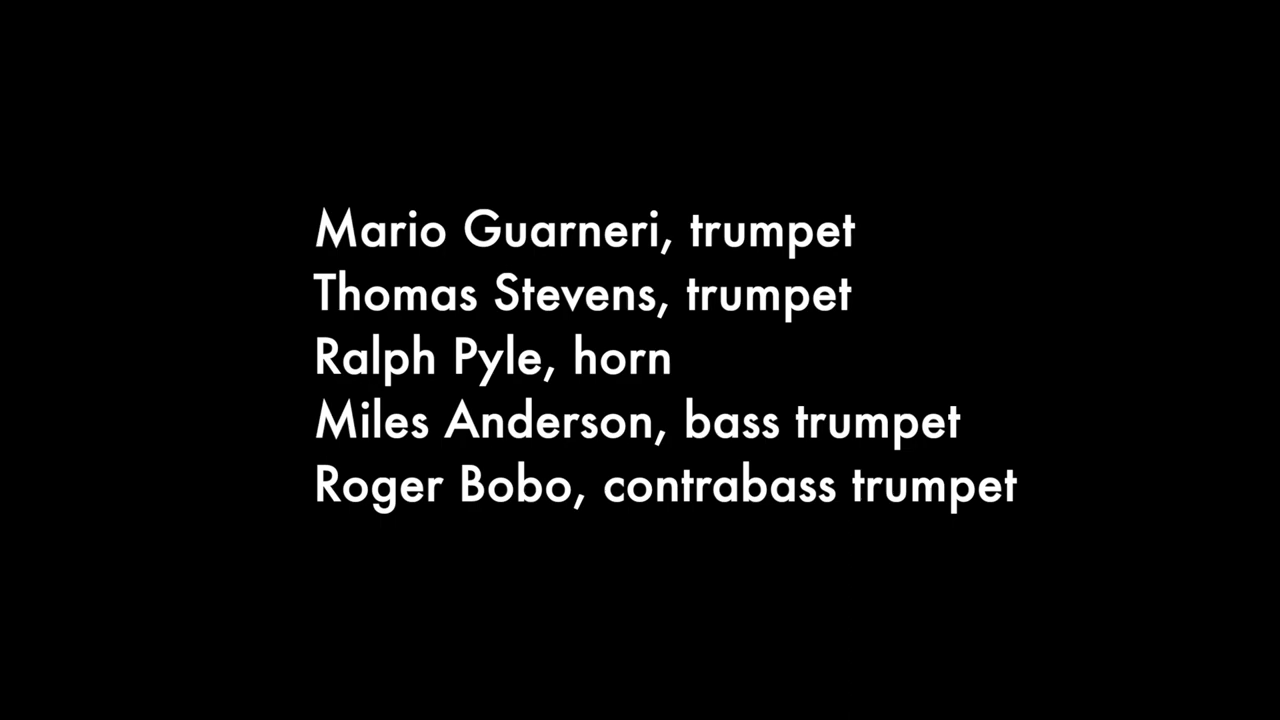 Mario Guarneri, trumpet
Thomas Stevens, trumpet
Ralph Pyle, horn
Miles Anderson, bass trumpet
Roger Bobo, contrabass trumpet